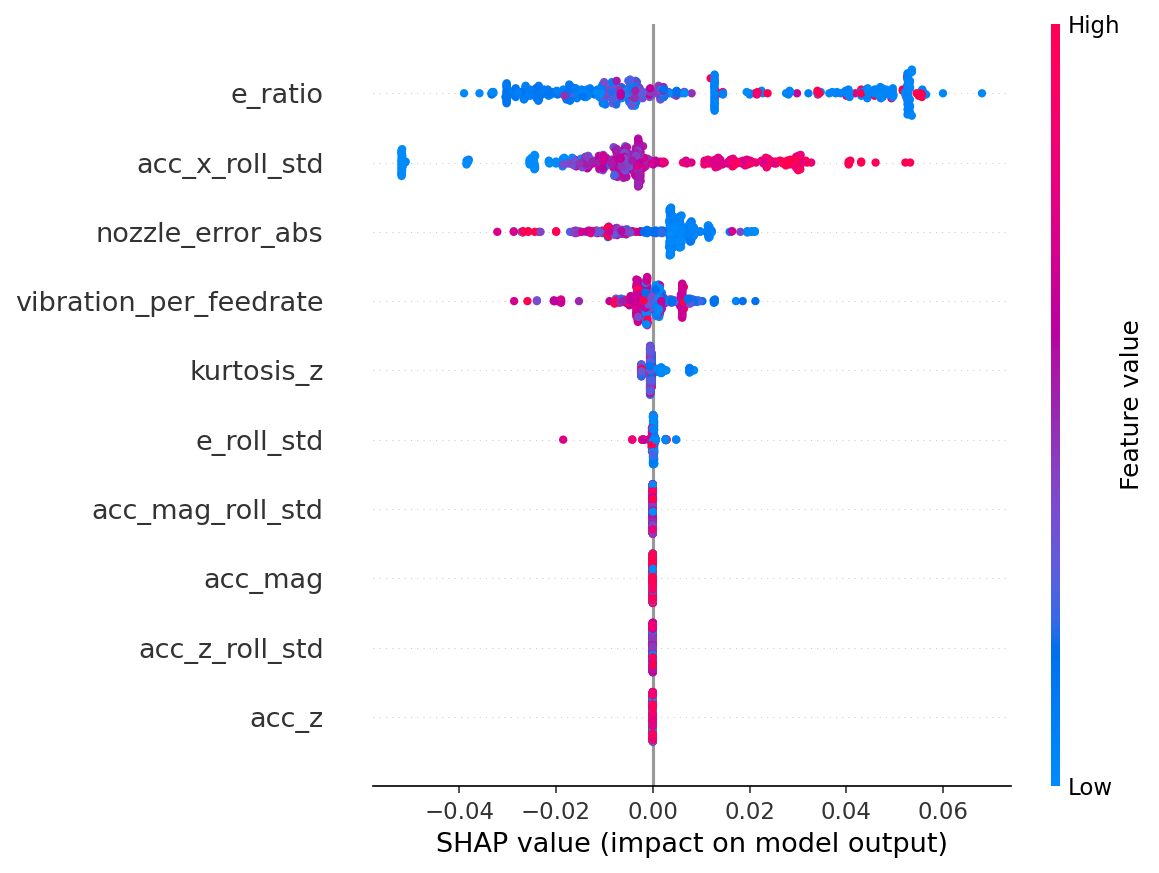 High
e_ratio
acc_x_roll_std
nozzle_error_abs
vibration_per_feedrate
kurtosis_z
e_roll_std
acc_mag_roll_std
acc_mag
acc_z_roll_std
acc_z
Feature value
Low
−0.04 −0.02 0.00 0.02 0.04 0.06
SHAP value (impact on model output)